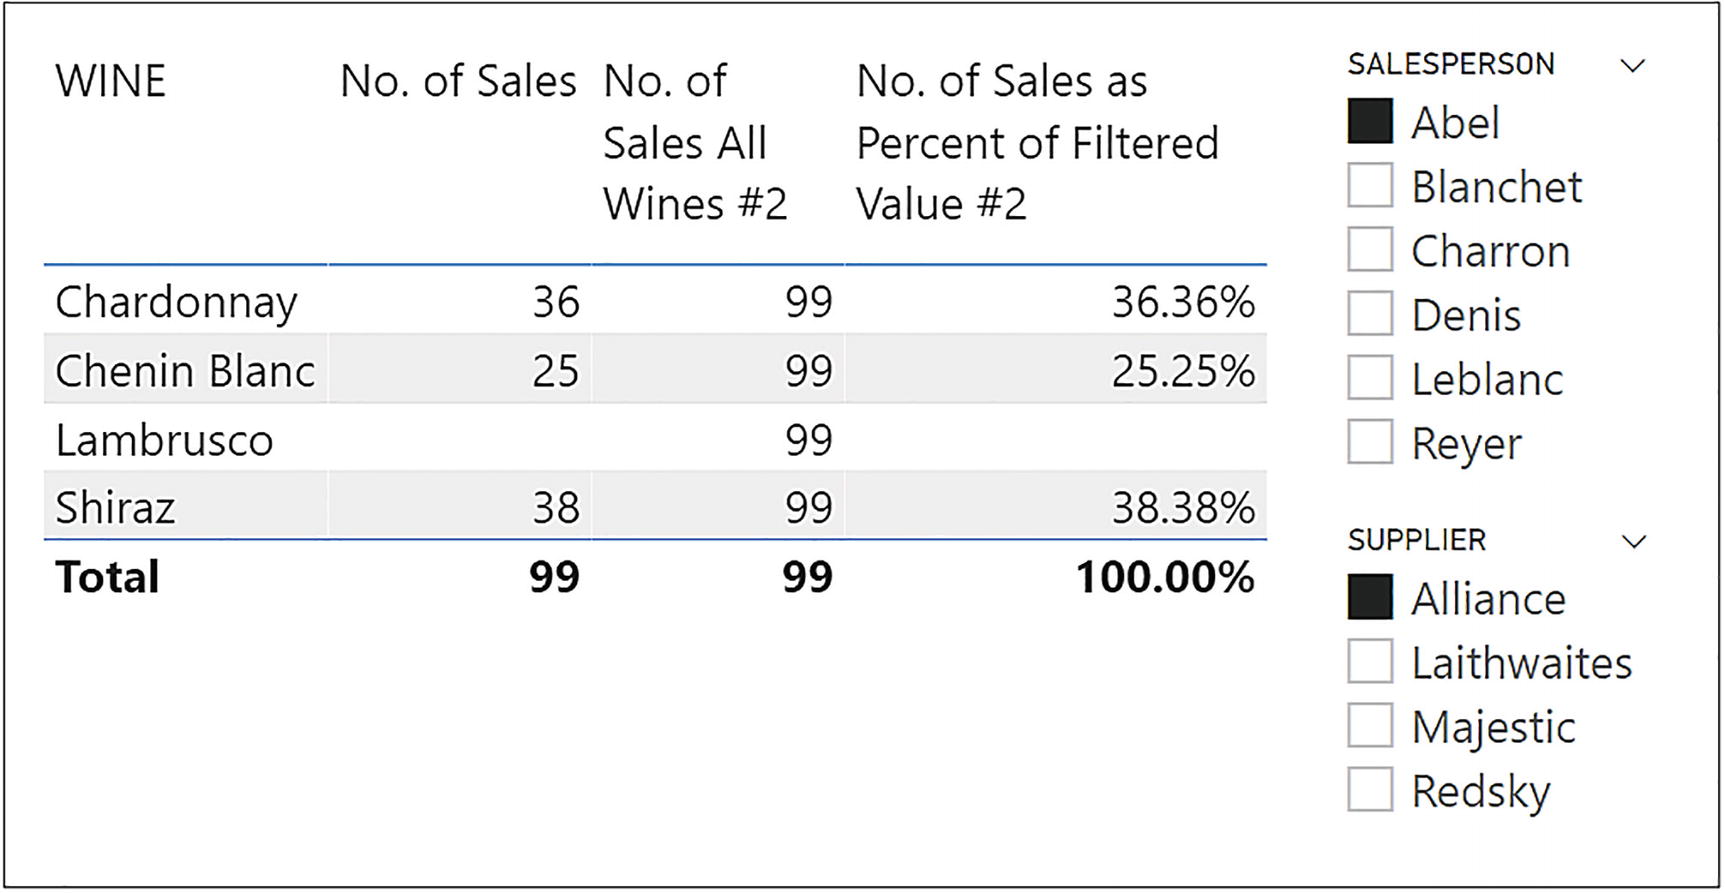 WINE No. of Sales No. of No. of Sales as
Sales All Percent of Filtered
Wines #2 Value #2
Chardonnay 36 99 36.36%
Chenin Blanc 25 99 25.25%
Lambrusco 99
Shiraz 38 99 38.38%
Total 99 99 100.00%
SALESPERSON
Abel
Blanchet
Charron
Denis
Leblanc
Reyer
SUPPLIER
Alliance
Laithwaites
Majestic
Redsky